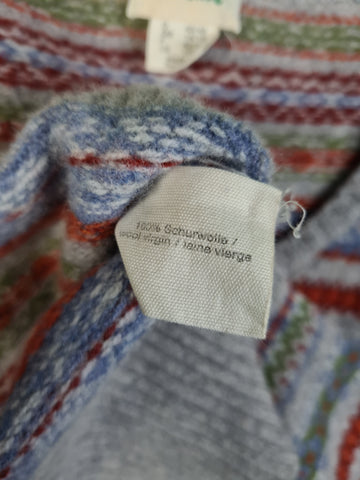 100% Schurwolle /
wool virgin / laine vierge